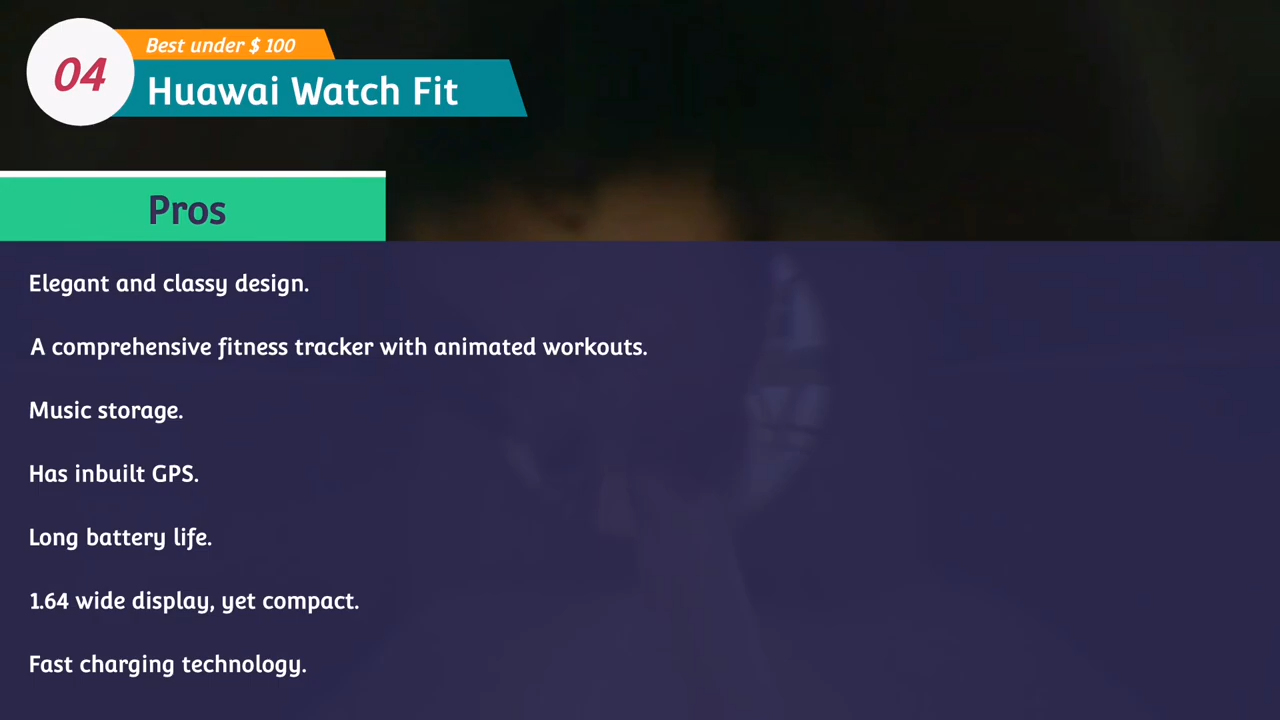 04
Best under $ 100
Huawai Watch Fit
Pros
Elegant and classy design.
A comprehensive fitness tracker with animated workouts.
Music storage.
Has inbuilt GPS.
Long battery life.
1.64 wide display, yet compact.
Fast charging technology.